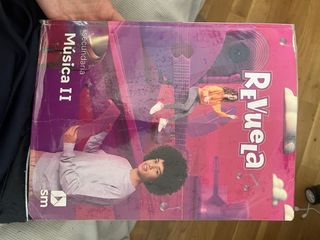 REVUELA
Secundaria
Música II
sm